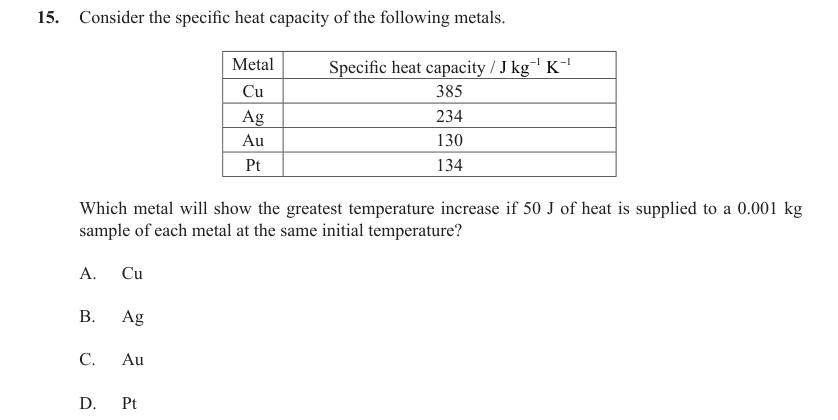 15. Consider the specific heat capacity of the following metals.
Metal Specific heat capacity / J kg⁻¹ K⁻¹
Cu 385
Ag 234
Au 130
Pt 134
Which metal will show the greatest temperature increase if 50 J of heat is supplied to a 0.001 kg
sample of each metal at the same initial temperature?
A. Cu
B. Ag
C. Au
D. Pt